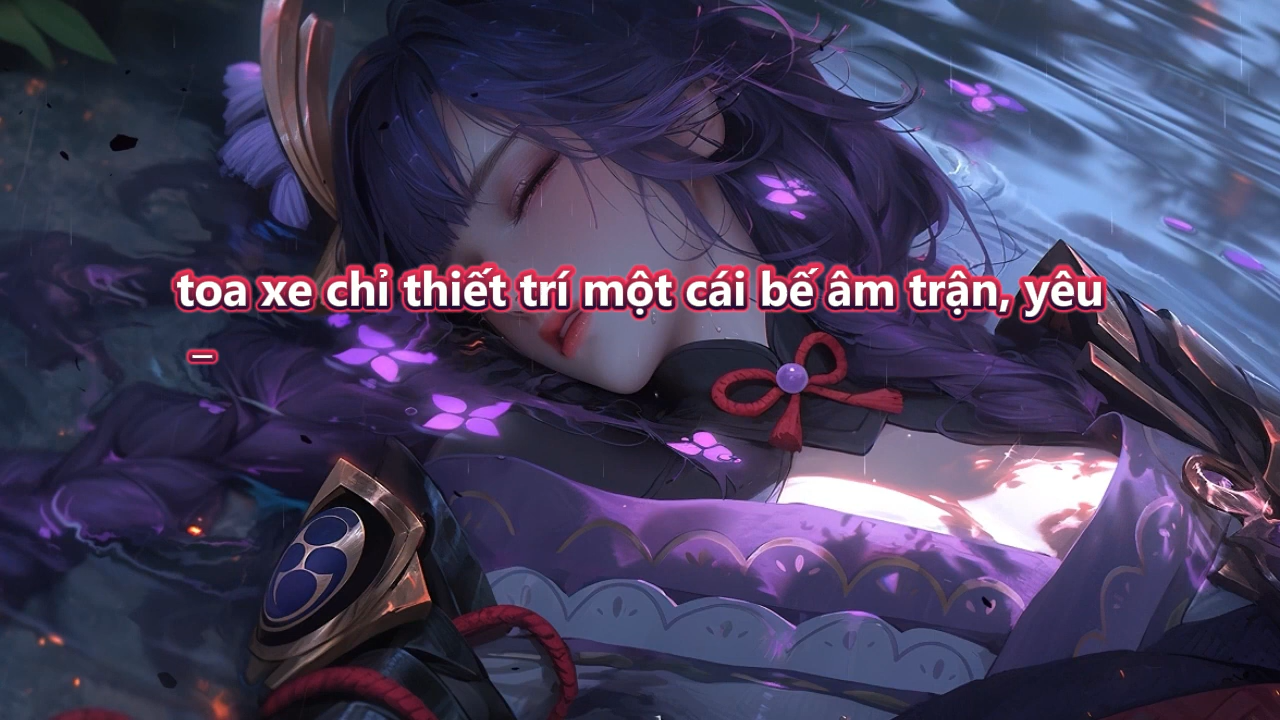 toa xe chỉ thiết trí một cái bế âm trận, yêu
_